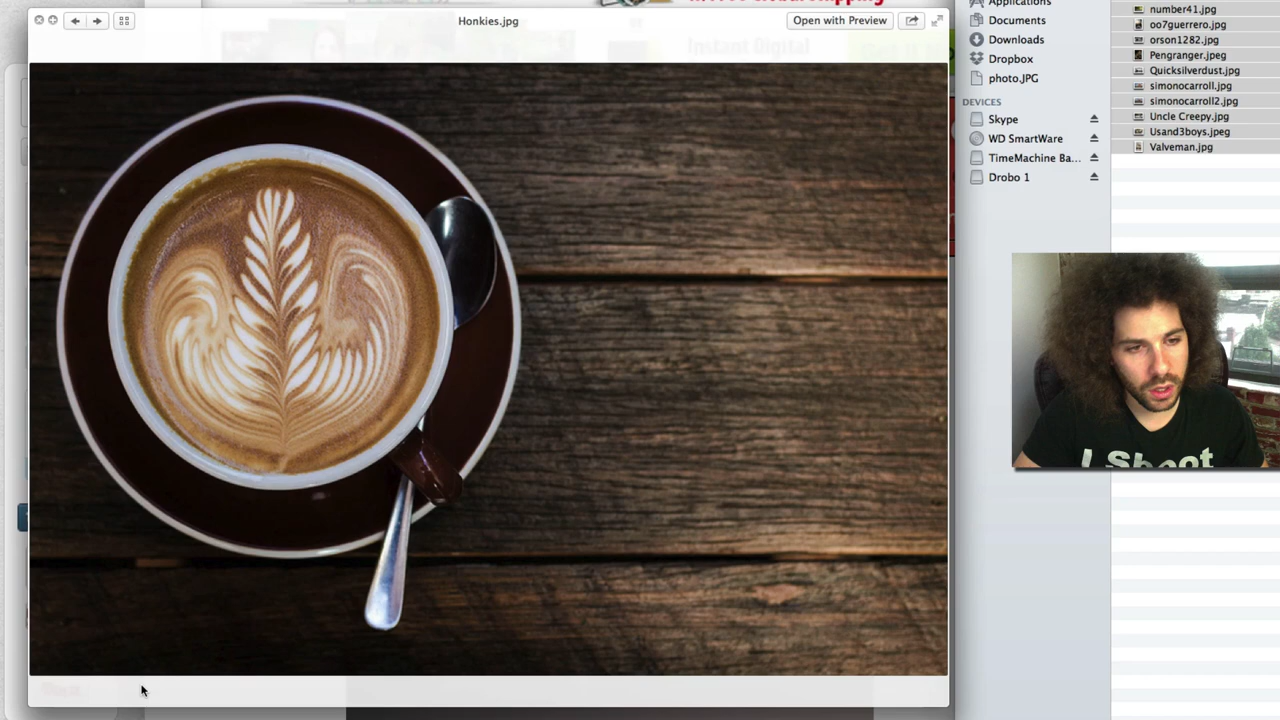 Honkies.jpg
Open with Preview
Instant Digital
Applications
Documents
Downloads
Dropbox
photo.JPG
DEVICES
Skype
WD SmartWare
TimeMachine Ba...
Drobo 1
number41.jpg
oo7guerrero.jpg
orson1282.jpg
Pengranger.jpeg
Quicksilverdust.jpg
simonocarroll.jpg
simonocarroll2.jpg
Uncle Creepy.jpg
Usand3boys.jpeg
Valveman.jpg
I Shoot